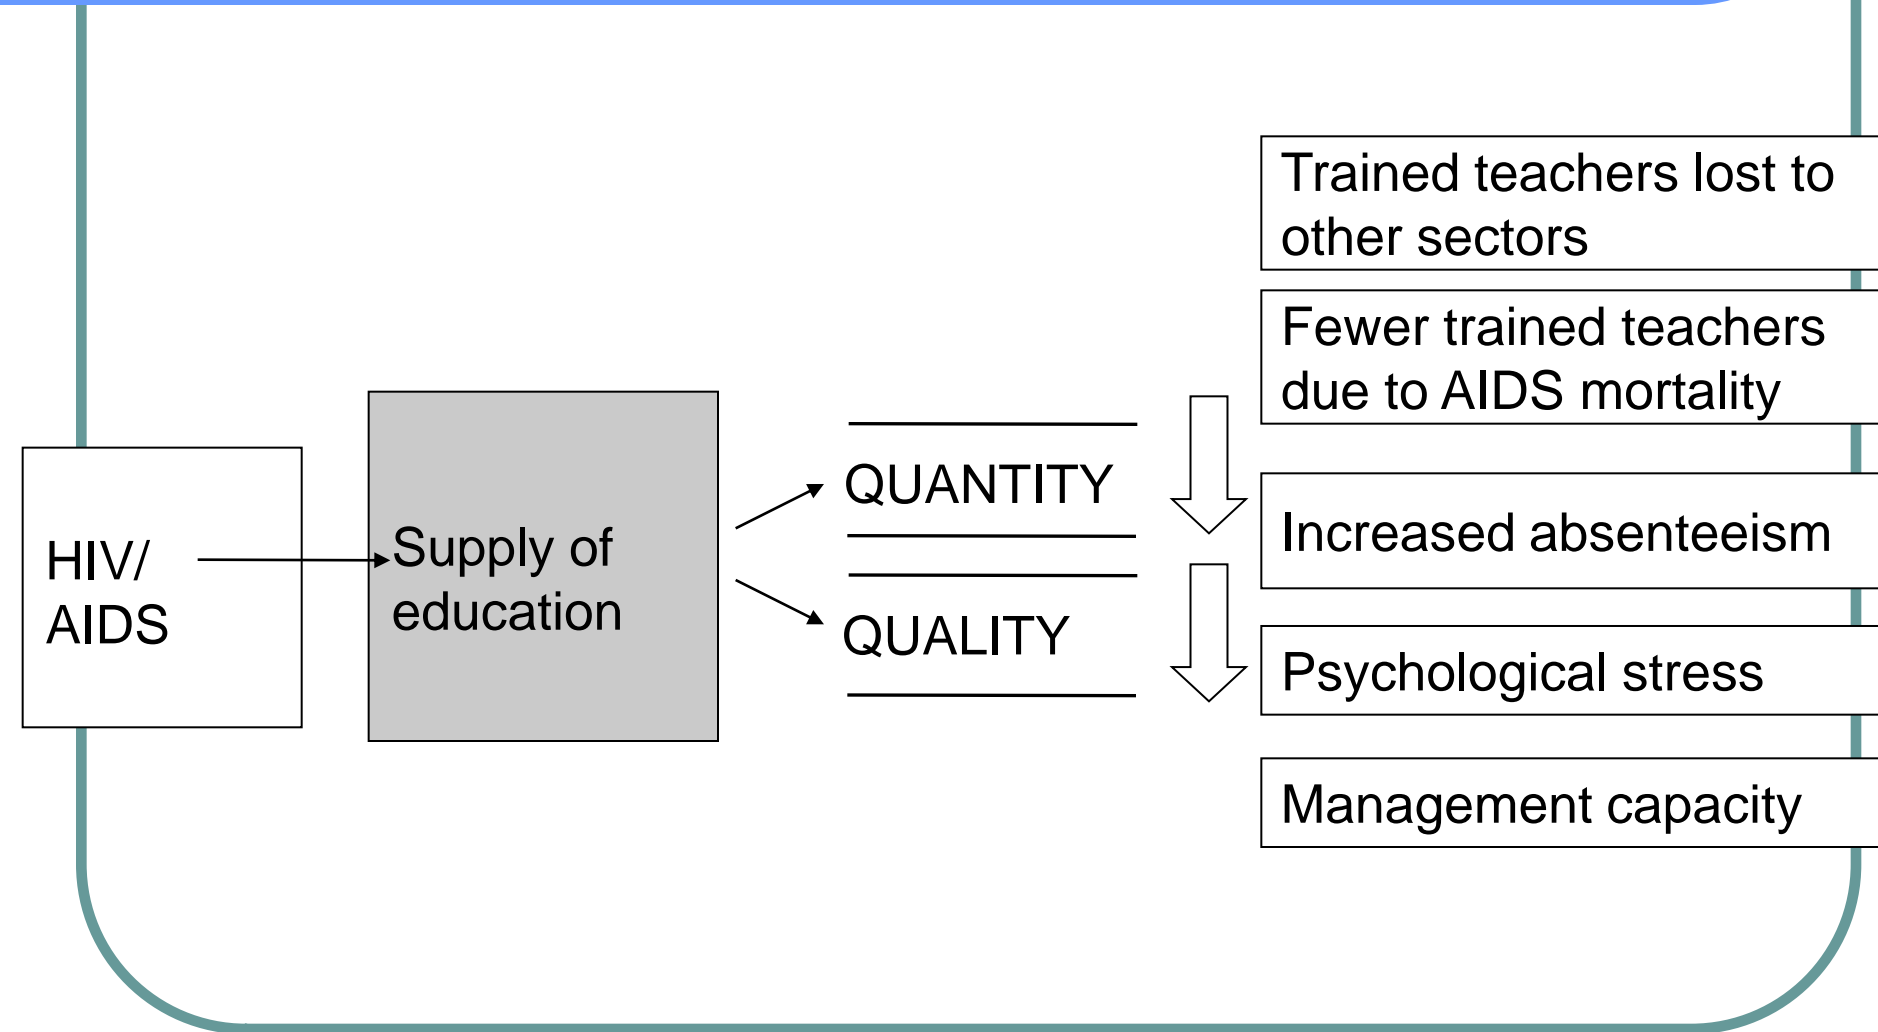 HIV/
AIDS
Supply of
education
QUANTITY
QUALITY
Trained teachers lost to
other sectors
Fewer trained teachers
due to AIDS mortality
Increased absenteeism
Psychological stress
Management capacity